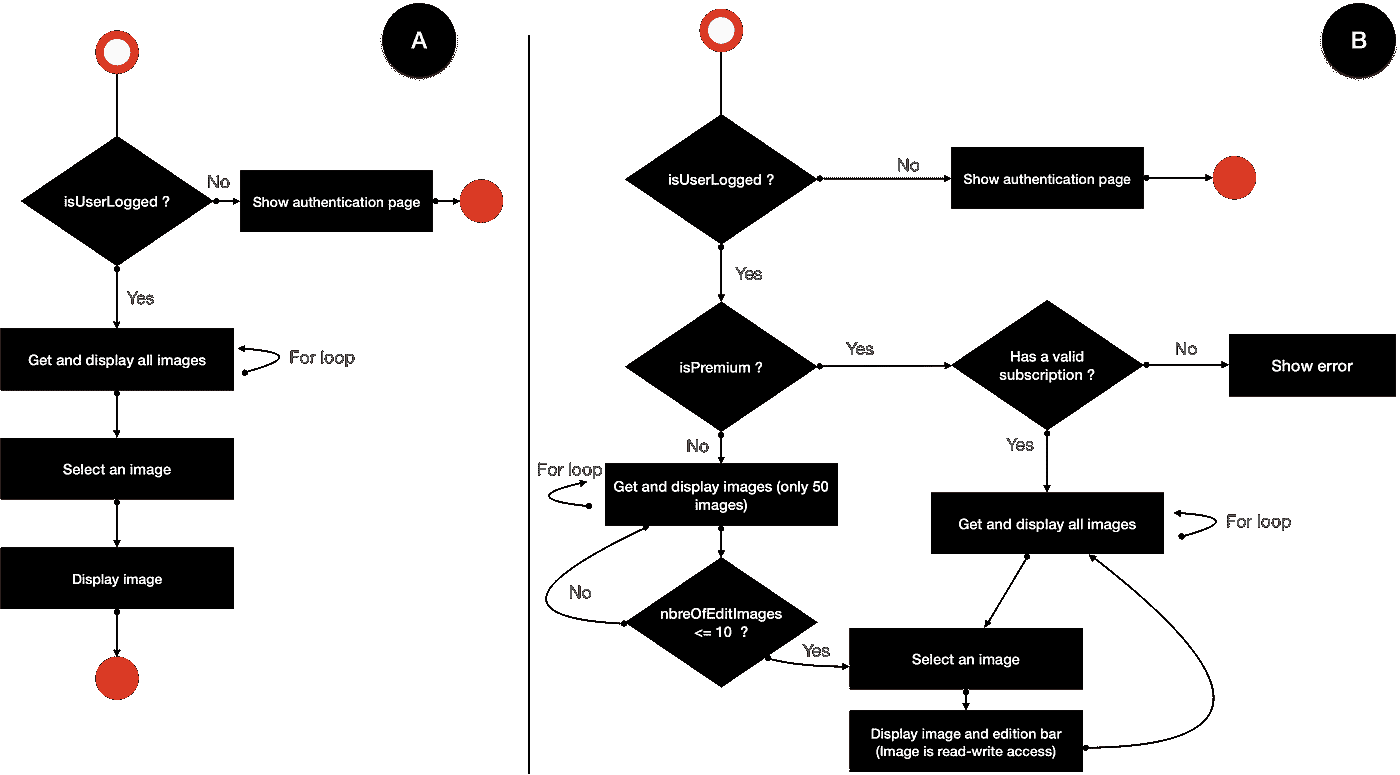 A
isUserLogged ?
No
Show authentication page
Yes
Get and display all images
For loop
Select an image
Display image
B
isUserLogged ?
No
Show authentication page
Yes
isPremium ?
Yes
Has a valid
subscription ?
No
Show error
No
Yes
For loop
Get and display images (only 50
images)
Get and display all images
For loop
No
nbreOfEditImages
<= 10 ?
Yes
Select an image
Display image and edition bar
(Image is read-write access)